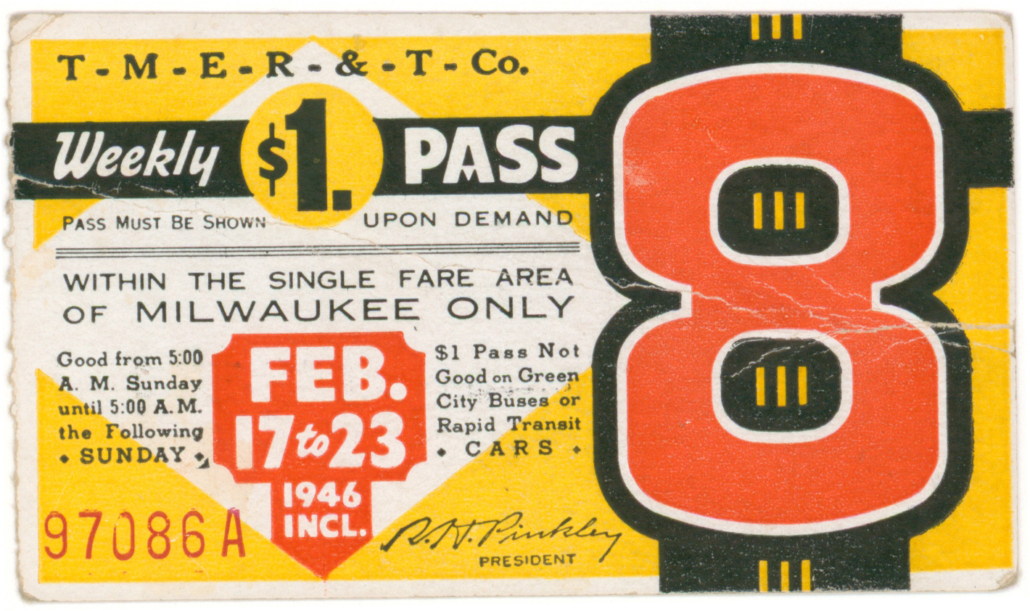 T-M-E-R-&-T-Co.
Weekly $1. PASS
PASS MUST BE SHOWN UPON DEMAND
WITHIN THE SINGLE FARE AREA
OF MILWAUKEE ONLY
Good from 5:00
A. M. Sunday
until 5:00 A.M.
the Following
• SUNDAY •
FEB.
17 to 23
1946
INCL.
$1 Pass Not
Good on Green
City Buses or
Rapid Transit
• CARS •
97086A
R.H. Pinkley
PRESIDENT
8